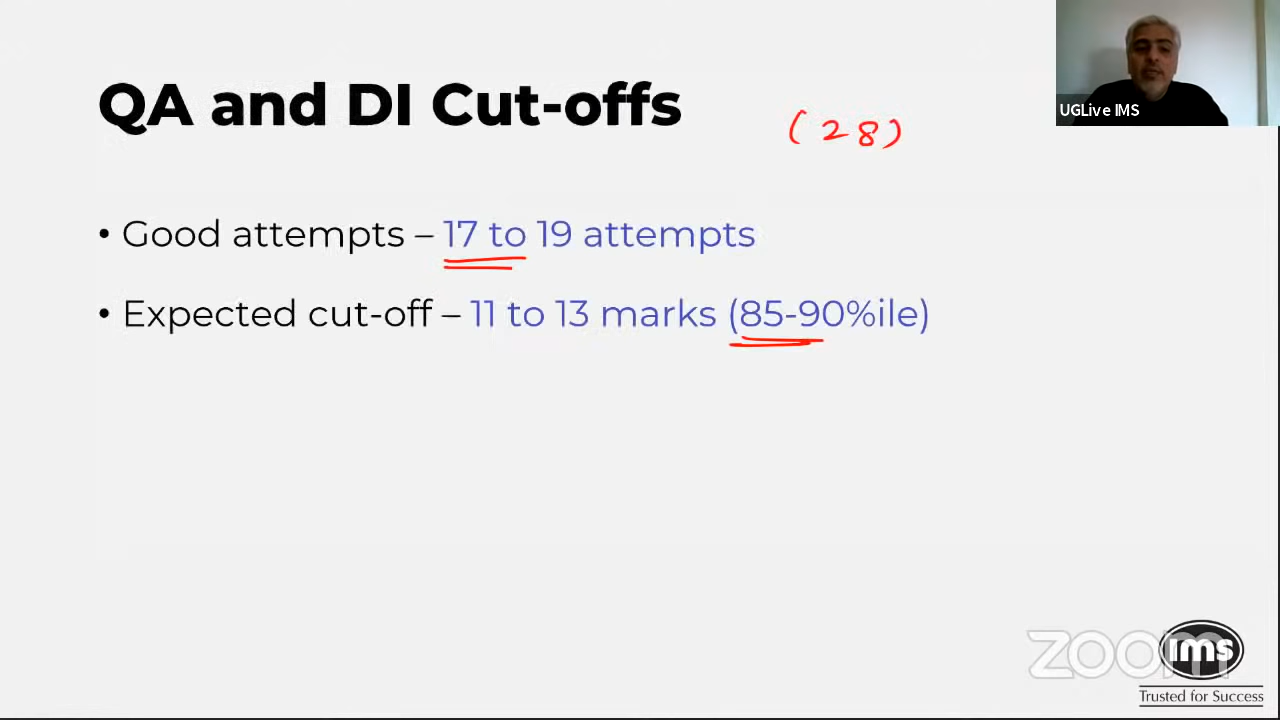 UGLive IMS
QA and DI Cut-offs
(28)
• Good attempts – 17 to 19 attempts
• Expected cut-off – 11 to 13 marks (85-90%ile)
zoom
ims
Trusted for Success